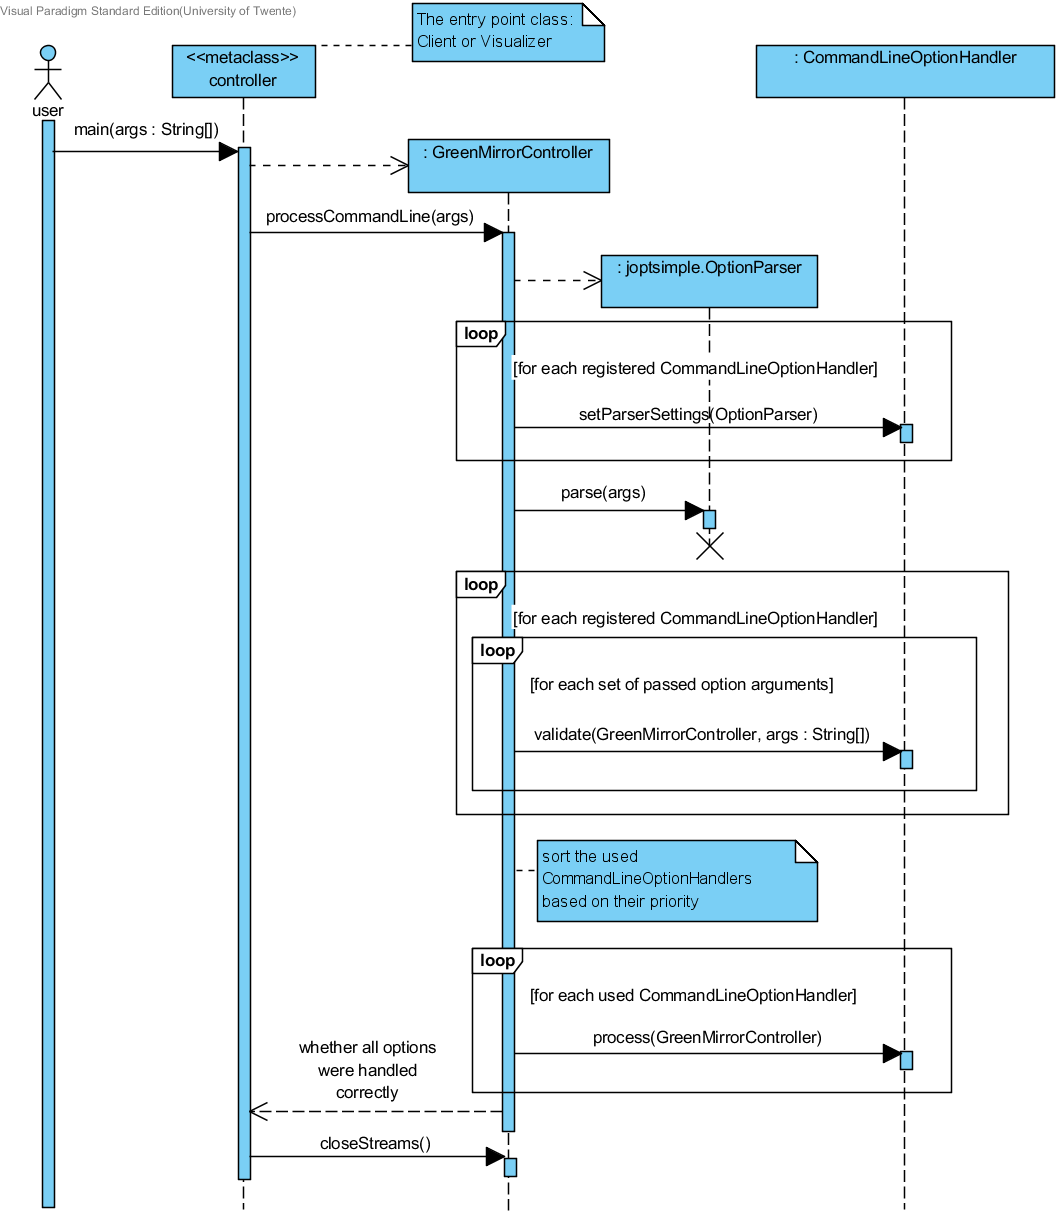 Visual Paradigm Standard Edition(University of Twente)
The entry point class:
Client or Visualizer
<<metaclass>>
controller
: CommandLineOptionHandler
user
main(args : String[])
: GreenMirrorController
processCommandLine(args)
: joptsimple.OptionParser
loop
[for each registered CommandLineOptionHandler]
setParserSettings(OptionParser)
parse(args)
loop
[for each registered CommandLineOptionHandler]
loop
[for each set of passed option arguments]
validate(GreenMirrorController, args : String[])
sort the used
CommandLineOptionHandlers
based on their priority
loop
[for each used CommandLineOptionHandler]
process(GreenMirrorController)
whether all options
were handled
correctly
closeStreams()